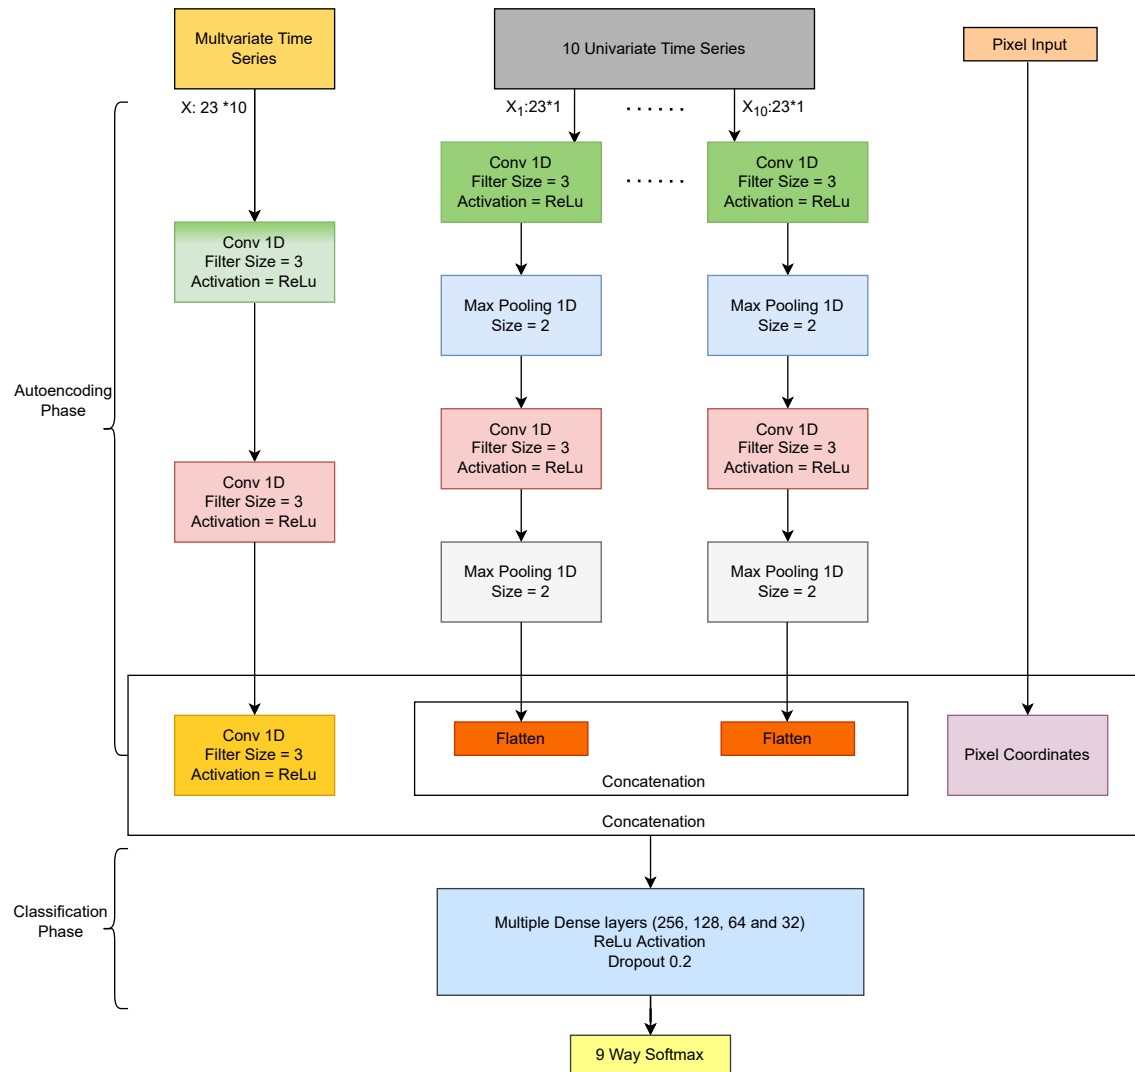 Multvariate Time
Series
10 Univariate Time Series
Pixel Input
X: 23 *10
X1:23*1
. . . . . .
X10:23*1
Conv 1D
Filter Size = 3
Activation = ReLu
. . . . . .
Conv 1D
Filter Size = 3
Activation = ReLu
Conv 1D
Filter Size = 3
Activation = ReLu
Max Pooling 1D
Size = 2
Max Pooling 1D
Size = 2
Autoencoding
Phase
Conv 1D
Filter Size = 3
Activation = ReLu
Conv 1D
Filter Size = 3
Activation = ReLu
Conv 1D
Filter Size = 3
Activation = ReLu
Max Pooling 1D
Size = 2
Max Pooling 1D
Size = 2
Conv 1D
Filter Size = 3
Activation = ReLu
Flatten
Flatten
Concatenation
Pixel Coordinates
Concatenation
Classification
Phase
Multiple Dense layers (256, 128, 64 and 32)
ReLu Activation
Dropout 0.2
9 Way Softmax